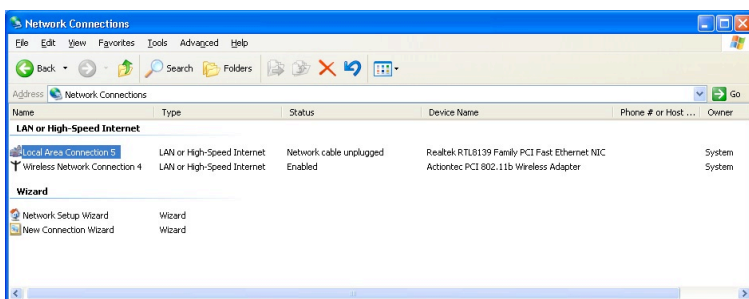 Network Connections
File Edit View Favorites Tools Advanced Help
Back Search Folders
Address Network Connections Go
Name Type Status Device Name Phone # or Host ... Owner
LAN or High-Speed Internet
Local Area Connection 5 LAN or High-Speed Internet Network cable unplugged Realtek RTL8139 Family PCI Fast Ethernet NIC System
Wireless Network Connection 4 LAN or High-Speed Internet Enabled Actiontec PCI 802.11b Wireless Adapter System
Wizard
Network Setup Wizard Wizard
New Connection Wizard Wizard